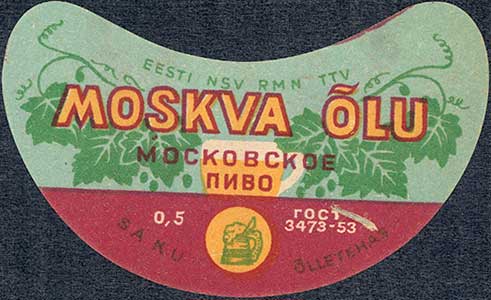 EESTI NSV RMN TTV
MOSKVA ÕLU
МОСКОВСКОЕ
ПИВО
0,5
ГОСТ
3473-53
SAKU ÕLLETEHAS